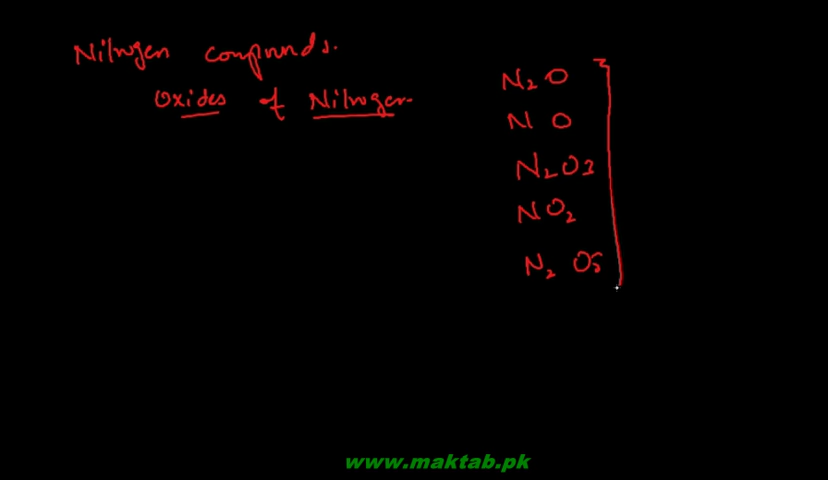 Nitrogen compounds.
Oxides of Nitrogen
N₂O
NO
N₂O₃
NO₂
N₂O₅
www.maktab.pk